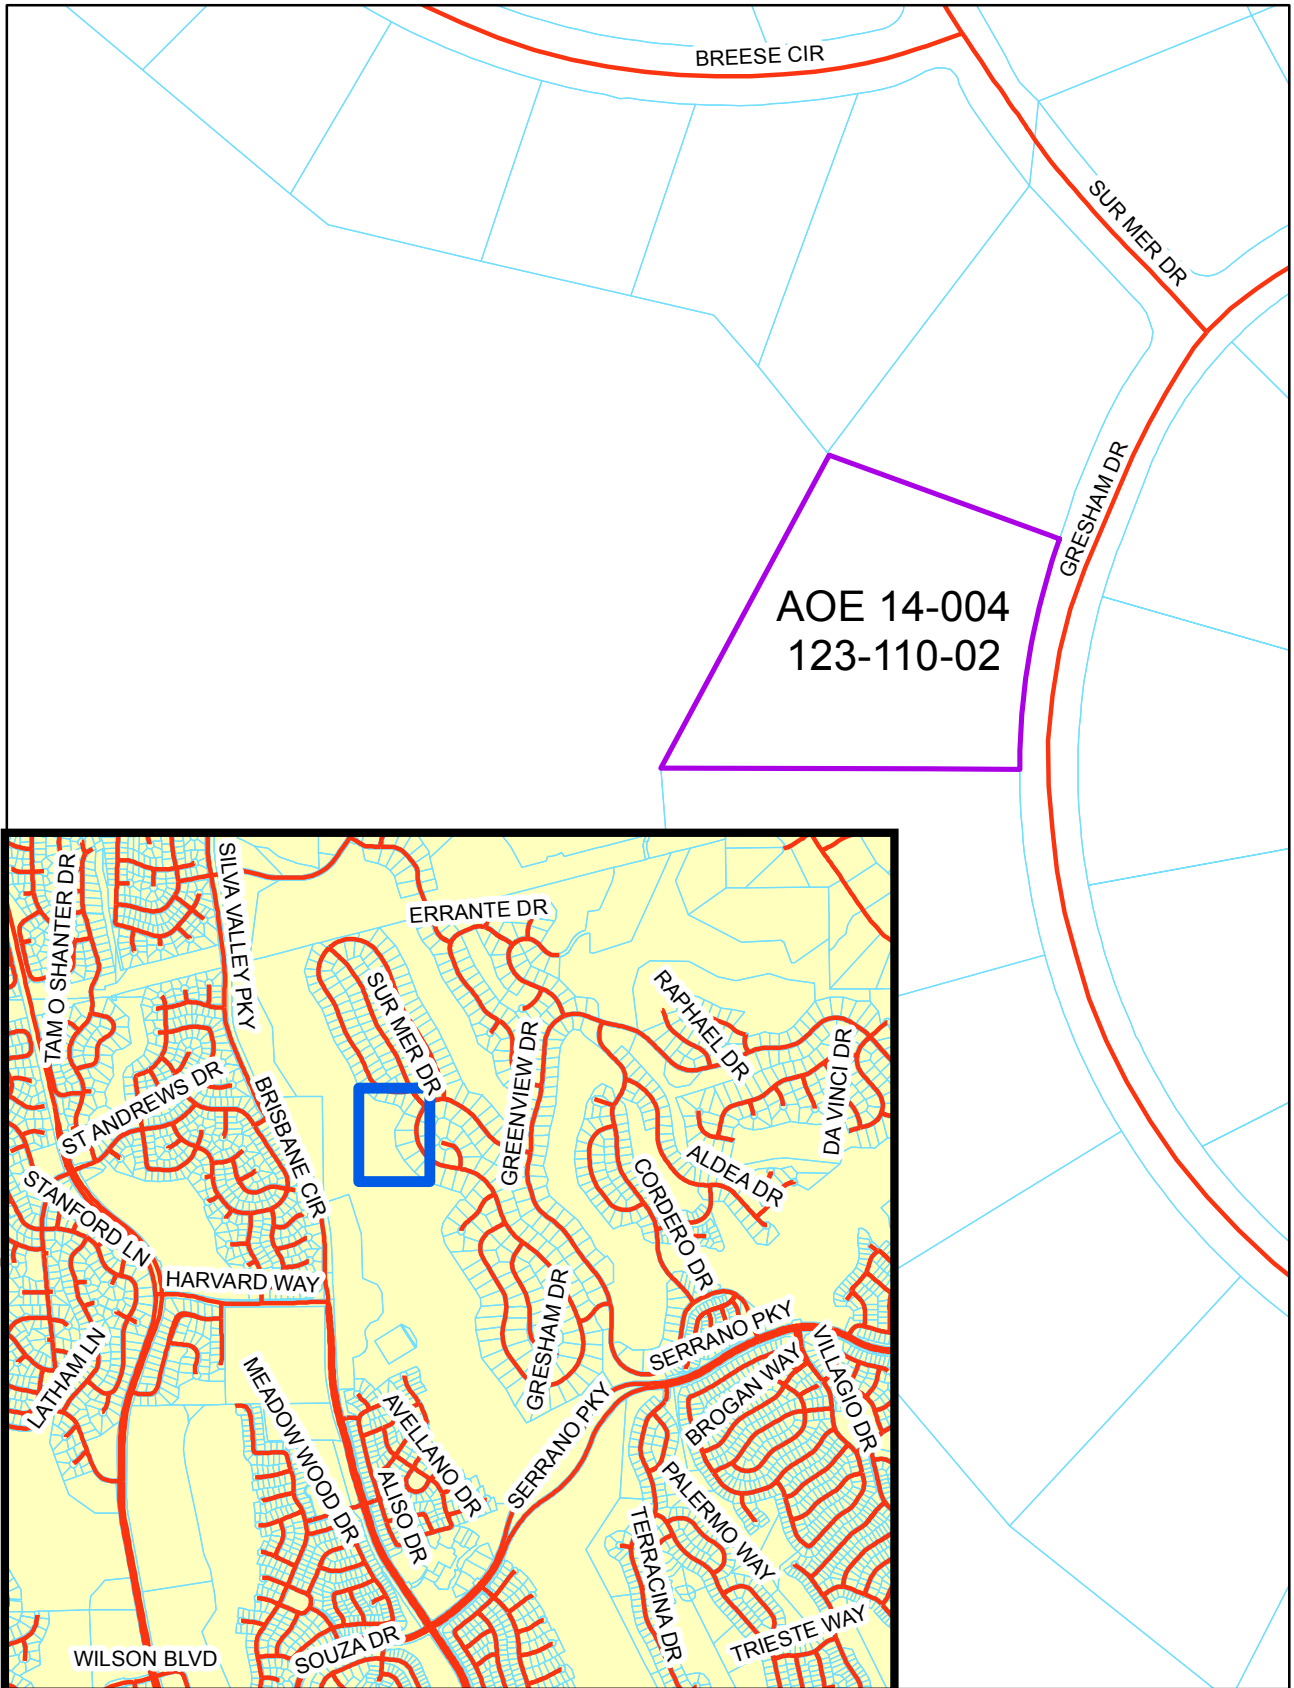 BREESE CIR
SUR MER DR
GRESHAM DR
AOE 14-004
123-110-02
TAM O SHANTER DR
SILVA VALLEY PKY
ERRANTE DR
SUR MER DR
RAPHAEL DR
GREENVIEW DR
DA VINCI DR
ST ANDREWS DR
BRISBANE CIR
ALDEA DR
CORDERO DR
STANFORD LN
HARVARD WAY
GRESHAM DR
SERRANO PKY
VILLAGIO DR
LATHAM LN
MEADOW WOOD DR
AVELLANO DR
BROGAN WAY
SERRANO PKY
ALISO DR
PALERMO WAY
TERRACINA DR
TRIESTE WAY
SOUZA DR
WILSON BLVD